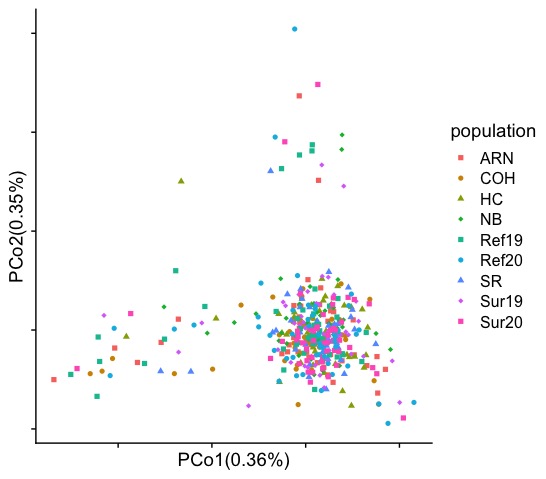 PCo2(0.35%)
PCo1(0.36%)
population
ARN
COH
HC
NB
Ref19
Ref20
SR
Sur19
Sur20